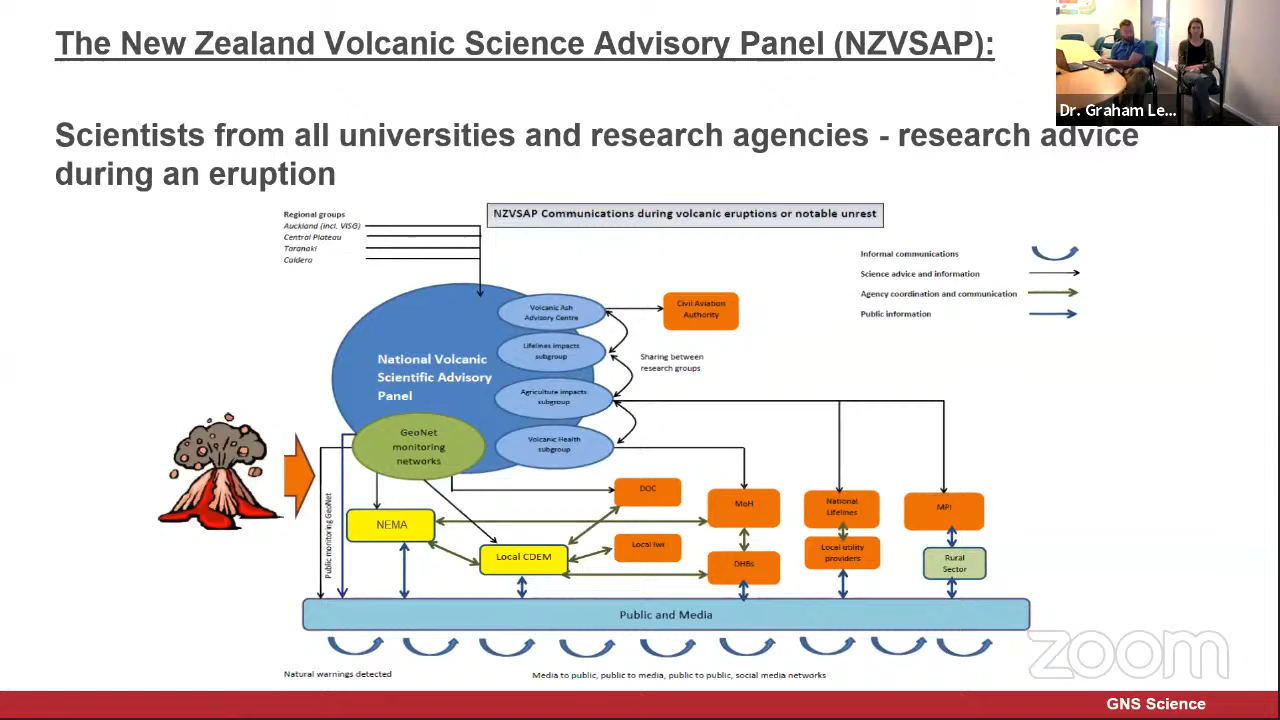 The New Zealand Volcanic Science Advisory Panel (NZVSAP):
Dr. Graham Le...
Scientists from all universities and research agencies - research advice
during an eruption
NZVSAP Communications during volcanic eruptions or notable unrest
Regional groups
Auckland (incl. VISG)
Central Plateau
Taranaki
Caldera
Informal communications
Science advice and information
Agency coordination and communication
Public information
Volcanic Ash
Advisory Centre
Civil Aviation
Authority
Lifelines impacts
subgroup
Sharing between
research groups
National Volcanic
Scientific Advisory
Panel
Agriculture impacts
subgroup
GeoNet
monitoring
networks
Volcanic Health
subgroup
Public monitoring GeoNet
DOC
MoH
National
Lifelines
MPI
NEMA
Local CDEM
Local Iwi
DHBs
Local utility
providers
Rural
Sector
Public and Media
zoom
Natural warnings detected
Media to public, public to media, public to public, social media networks
GNS Science